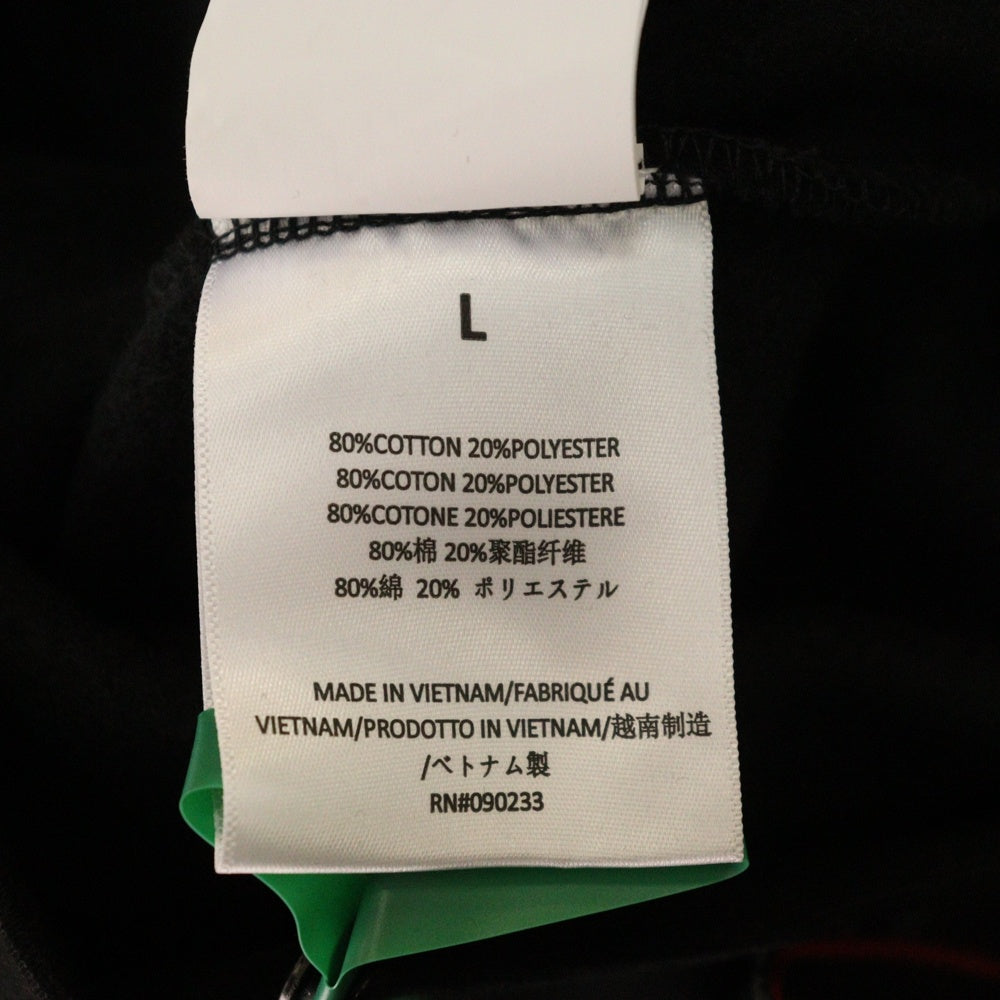 L
80%COTTON 20%POLYESTER
80%COTON 20%POLYESTER
80%COTONE 20%POLIESTERE
80%棉 20%聚酯纤维
80%綿 20% ポリエステル
MADE IN VIETNAM/FABRIQUÉ AU
VIETNAM/PRODOTTO IN VIETNAM/越南制造
/ベトナム製
RN#090233